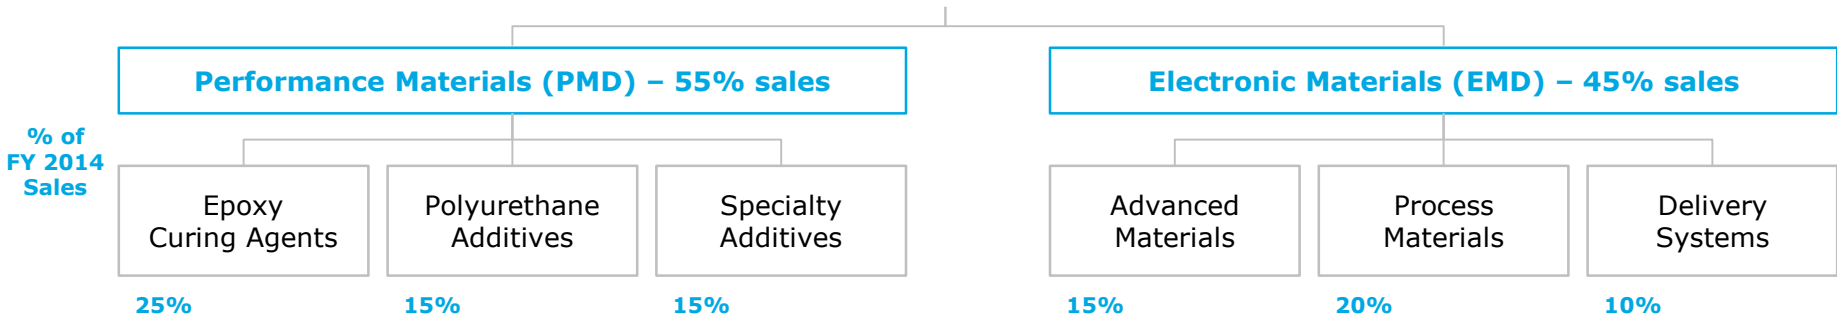 Performance Materials (PMD) – 55% sales
Electronic Materials (EMD) – 45% sales
% of
FY 2014
Sales
Epoxy
Curing Agents
Polyurethane
Additives
Specialty
Additives
Advanced
Materials
Process
Materials
Delivery
Systems
25%
15%
15%
15%
20%
10%